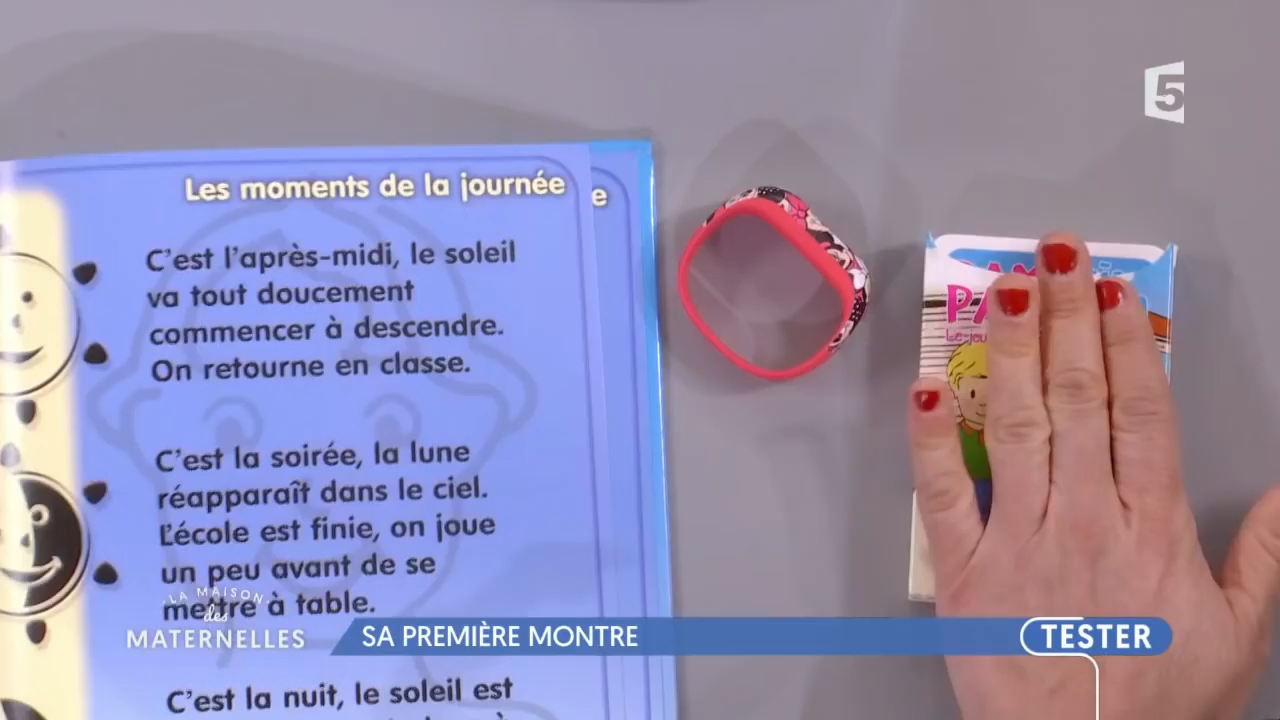 5
Les moments de la journée
e
C'est l'après-midi, le soleil
va tout doucement
commencer à descendre.
On retourne en classe.
C'est la soirée, la lune
réapparaît dans le ciel.
L'école est finie, on joue
un peu avant de se
mettre à table.
C'est la nuit, le soleil est
LA MAISON
des
MATERNELLES
SA PREMIÈRE MONTRE
TESTER